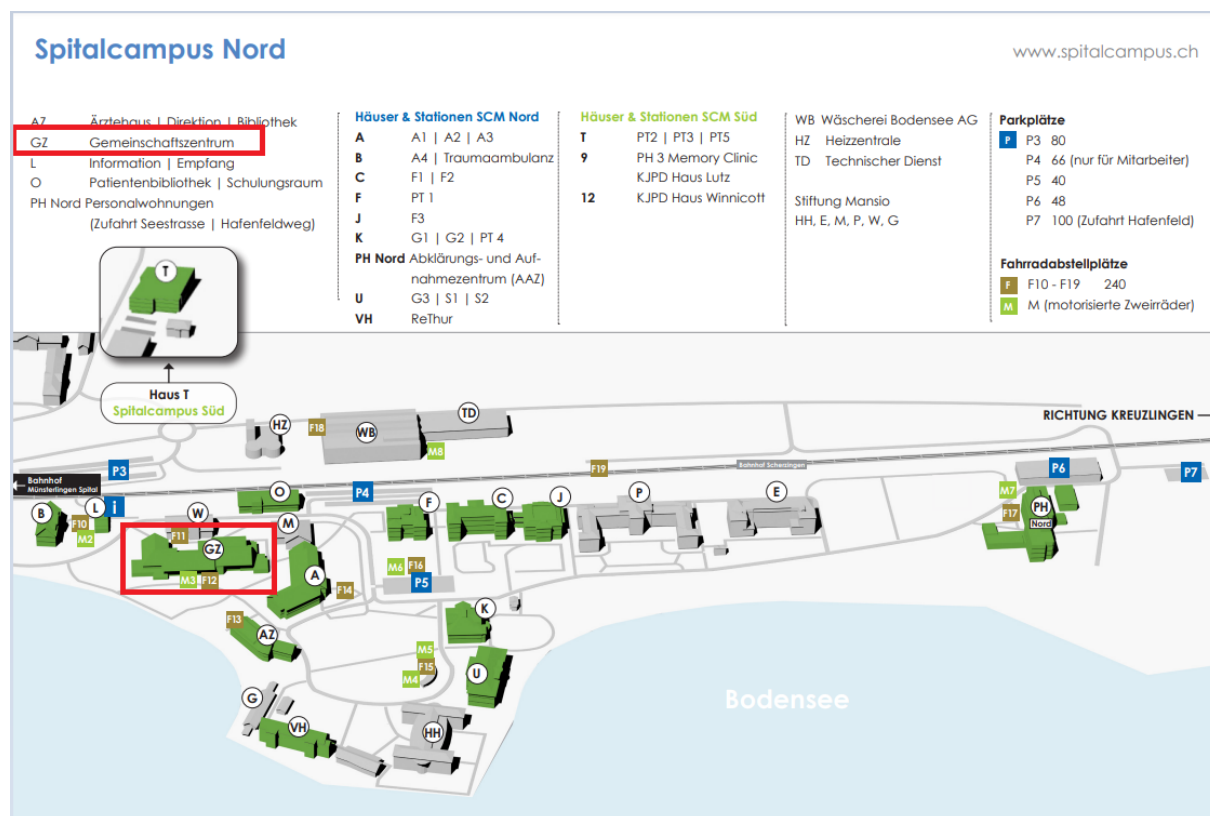 Spitalcampus Nord
www.spitalcampus.ch
AZ Ärztehaus | Direktion | Bibliothek
GZ Gemeinschaftszentrum
L Information | Empfang
O Patientenbibliothek | Schulungsraum
PH Nord Personalwohnungen
(Zufahrt Seestrasse | Hafenfeldweg)
Häuser & Stationen SCM Nord
A A1 | A2 | A3
B A4 | Traumaambulanz
C F1 | F2
F PT 1
J F3
K G1 | G2 | PT 4
PH Nord Abklärungs- und Auf-
nahmezentrum (AAZ)
U G3 | S1 | S2
VH ReThur
Häuser & Stationen SCM Süd
T PT2 | PT3 | PT5
9 PH 3 Memory Clinic
KJPD Haus Lutz
12 KJPD Haus Winnicott
WB Wäscherei Bodensee AG
HZ Heizzentrale
TD Technischer Dienst
Stiftung Mansio
HH, E, M, P, W, G
Parkplätze
P P3 80
P4 66 (nur für Mitarbeiter)
P5 40
P6 48
P7 100 (Zufahrt Hafenfeld)
Fahrradabstellplätze
F F10 - F19 240
M M (motorisierte Zweirräder)
T
Haus T
Spitalcampus Süd
HZ
F18
WB
TD
M8
RICHTUNG KREUZLINGEN
P3
F19
Bahnhof Scherzingen
P6
P7
Bahnhof
Münsterlingen Spital
O
P4
M7
B
F10
L
i
M2
W
F11
M
F
C
J
P
E
F17
PH
Nord
GZ
M3
F12
A
F14
M6
F16
P5
F13
AZ
K
M5
F15
M4
U
G
VH
HH
Bodensee